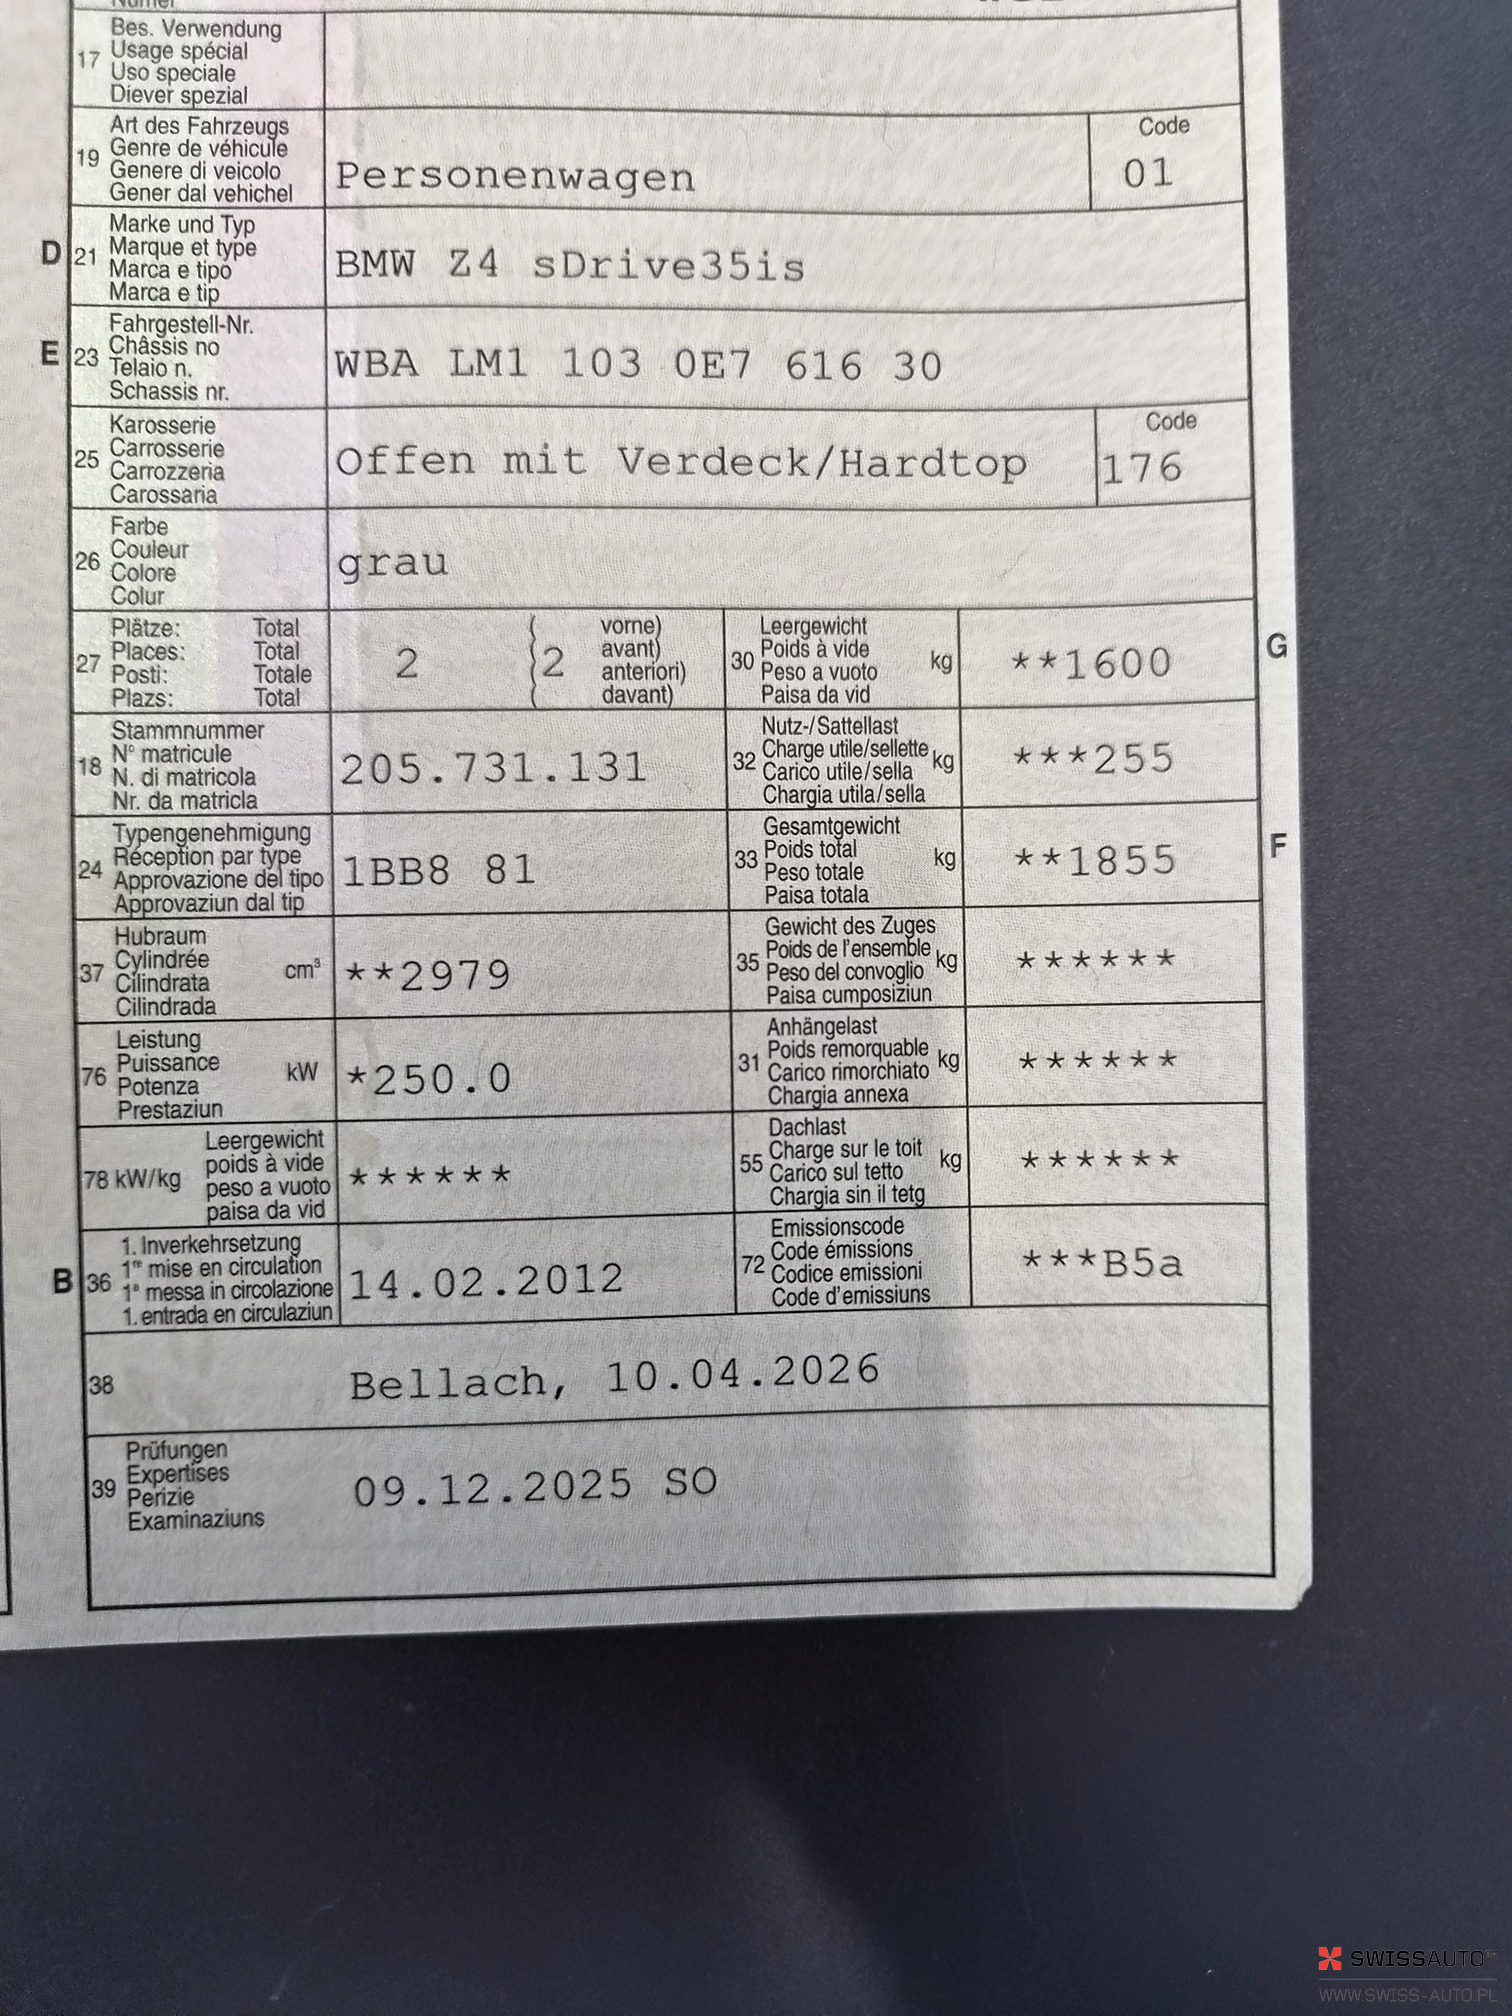 17 Bes. Verwendung
Usage spécial
Uso speciale
Diever spezial
19 Art des Fahrzeugs
Genre de véhicule
Genere di veicolo
Gener dal vehichel
Personenwagen
Code
01
D 21 Marke und Typ
Marque et type
Marca e tipo
Marca e tip
BMW Z4 sDrive35is
E 23 Fahrgestell-Nr.
Châssis no
Telaio n.
Schassis nr.
WBA LM1 103 0E7 616 30
25 Karosserie
Carrosserie
Carrozzeria
Carossaria
Offen mit Verdeck/Hardtop
Code
176
26 Farbe
Couleur
Colore
Colur
grau
27 Plätze: Total
Places: Total
Posti: Totale
Plazs: Total
2
2
vorne)
avant)
anteriori)
davant)
30 Leergewicht
Poids à vide
Peso a vuoto
Paisa da vid
kg
**1600
G
18 Stammnummer
N° matricule
N. di matricola
Nr. da matricla
205.731.131
32 Nutz-/Sattellast
Charge utile/sellette
Carico utile/sella
Chargia utila/sella
kg
***255
24 Typengenehmigung
Réception par type
Approvazione del tipo
Approvaziun dal tip
1BB8 81
33 Gesamtgewicht
Poids total
Peso totale
Paisa totala
kg
**1855
F
37 Hubraum
Cylindrée
Cilindrata
Cilindrada
cm³
**2979
35 Gewicht des Zuges
Poids de l'ensemble
Peso del convoglio
Paisa cumposiziun
kg
******
76 Leistung
Puissance
Potenza
Prestaziun
kW
*250.0
31 Anhängelast
Poids remorquable
Carico rimorchiato
Chargia annexa
kg
******
78 kW/kg
Leergewicht
poids à vide
peso a vuoto
paisa da vid
******
55 Dachlast
Charge sur le toit
Carico sul tetto
Chargia sin il tetg
kg
******
B 36 1. Inverkehrsetzung
1re mise en circulation
1a messa in circolazione
1. entrada en circulaziun
14.02.2012
72 Emissionscode
Code émissions
Codice emissioni
Code d'emissiuns
***B5a
38 Bellach, 10.04.2026
39 Prüfungen
Expertises
Perizie
Examinaziuns
09.12.2025 SO
SWISSAUTO
WWW.SWISS-AUTO.PL